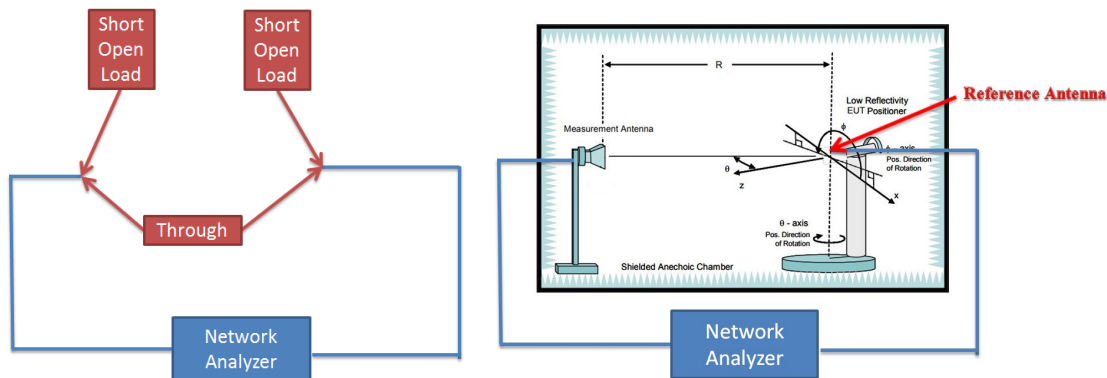 Short
Open
Load
Short
Open
Load
Through
Network
Analyzer
R
Reference Antenna
Low Reflectivity
EUT Positioner
ϕ
Measurement Antenna
- axis
Pos. Direction
of Rotation
θ
z
x
θ - axis
Pos. Direction
of Rotation
Shielded Anechoic Chamber
Network
Analyzer